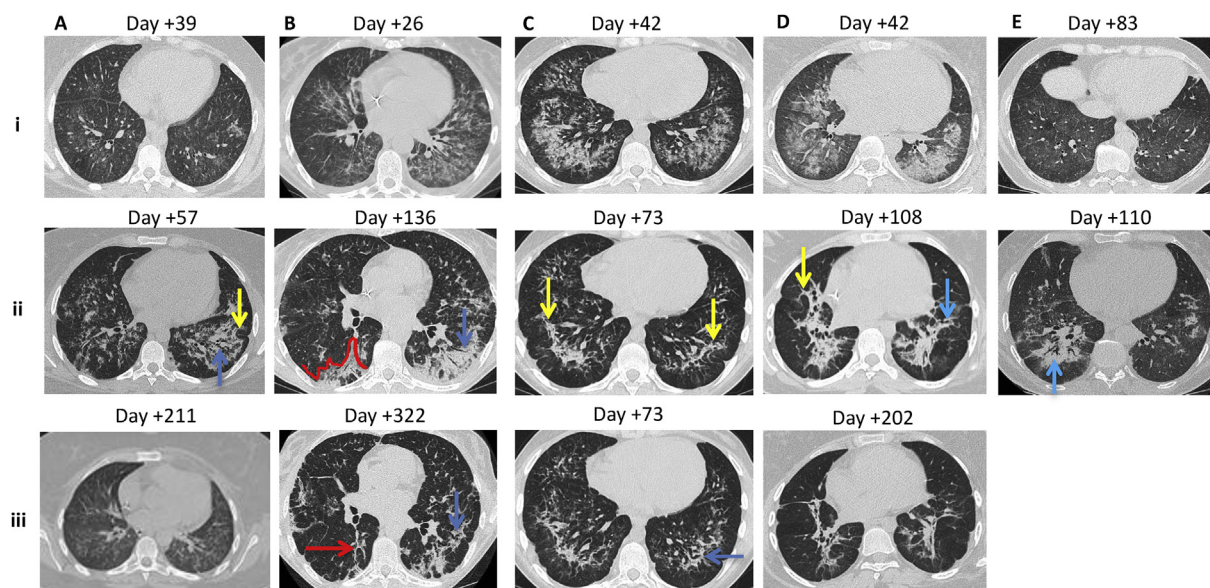 A Day +39 B Day +26 C Day +42 D Day +42 E Day +83
i
Day +57 Day +136 Day +73 Day +108 Day +110
ii
Day +211 Day +322 Day +73 Day +202
iii